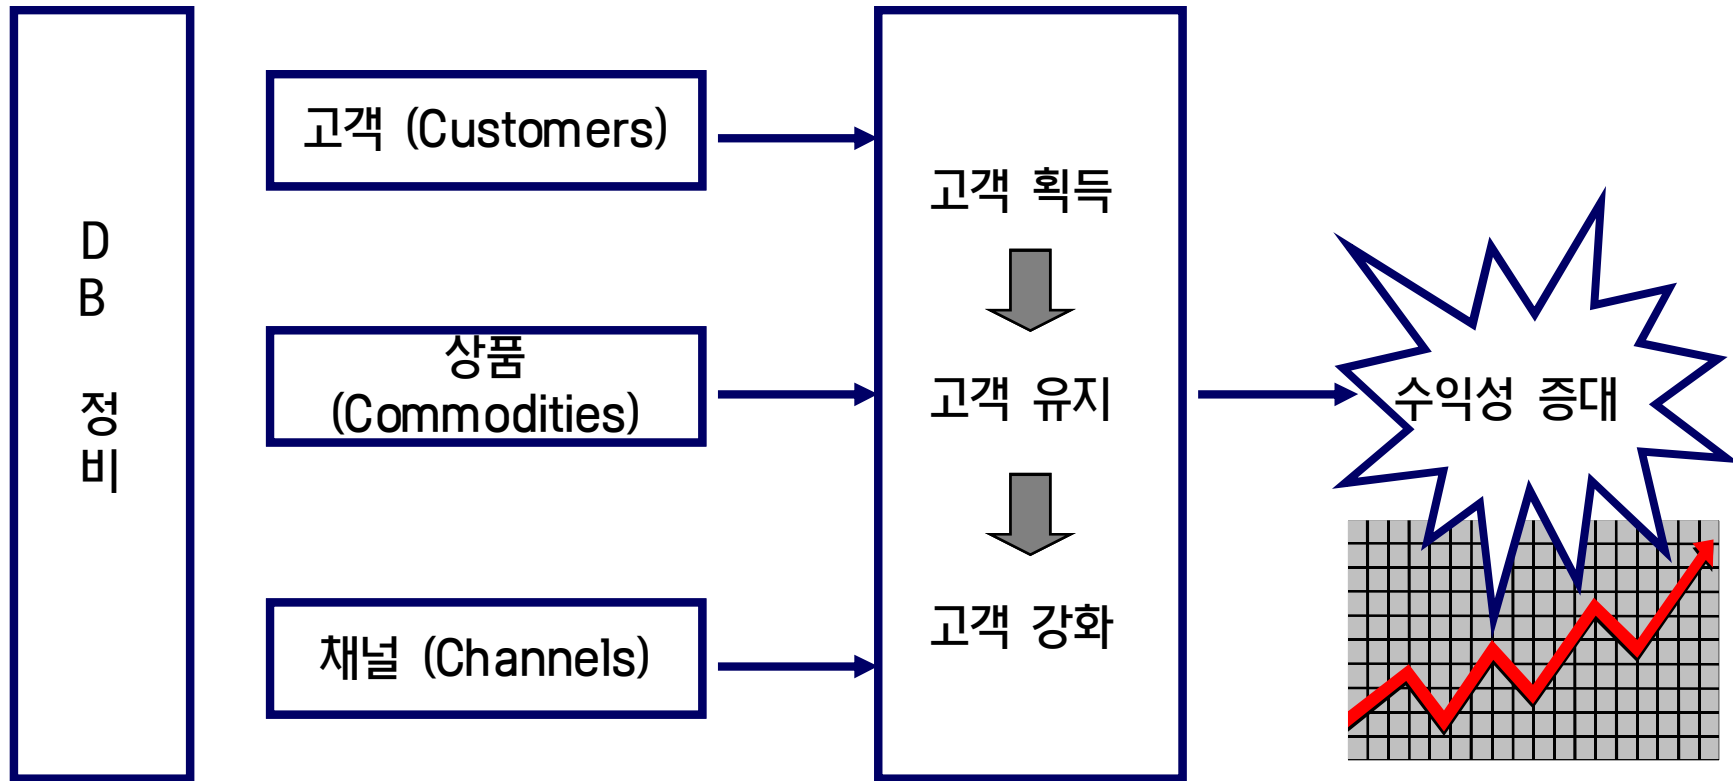 D
B
정
비
고객 (Customers)
상품
(Commodities)
채널 (Channels)
고객 획득
고객 유지
고객 강화
수익성 증대